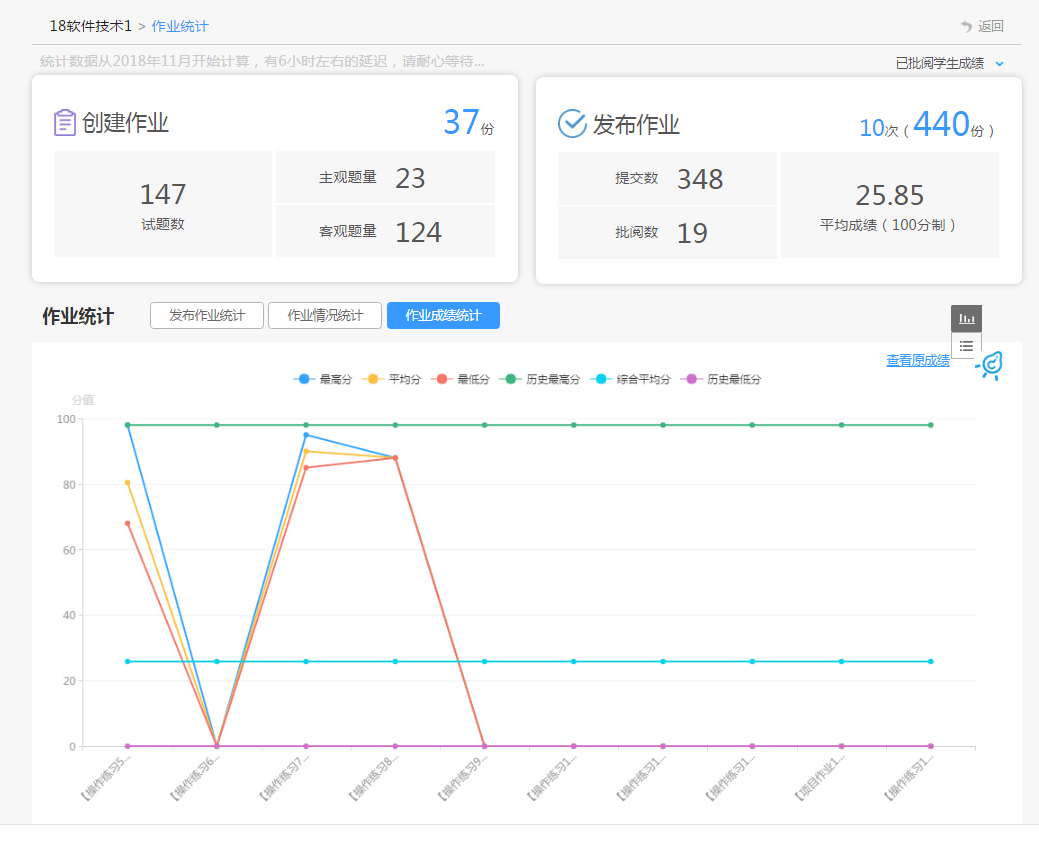 18软件技术1 > 作业统计
返回
统计数据从2018年11月开始计算，有6小时左右的延迟，请耐心等待...
已批阅学生成绩
创建作业
37份
147
试题数
主观题量 23
客观题量 124
发布作业
10次（440份）
提交数 348
批阅数 19
25.85
平均成绩（100分制）
作业统计
发布作业统计
作业情况统计
作业成绩统计
查看原成绩
最高分 平均分 最低分 历史最高分 综合平均分 历史最低分
分值
100
80
60
40
20
0
【操作练习5...
【操作练习6...
【操作练习7...
【操作练习8...
【操作练习9...
【操作练习1...
【操作练习1...
【操作练习1...
【项目作业1...
【操作练习1...